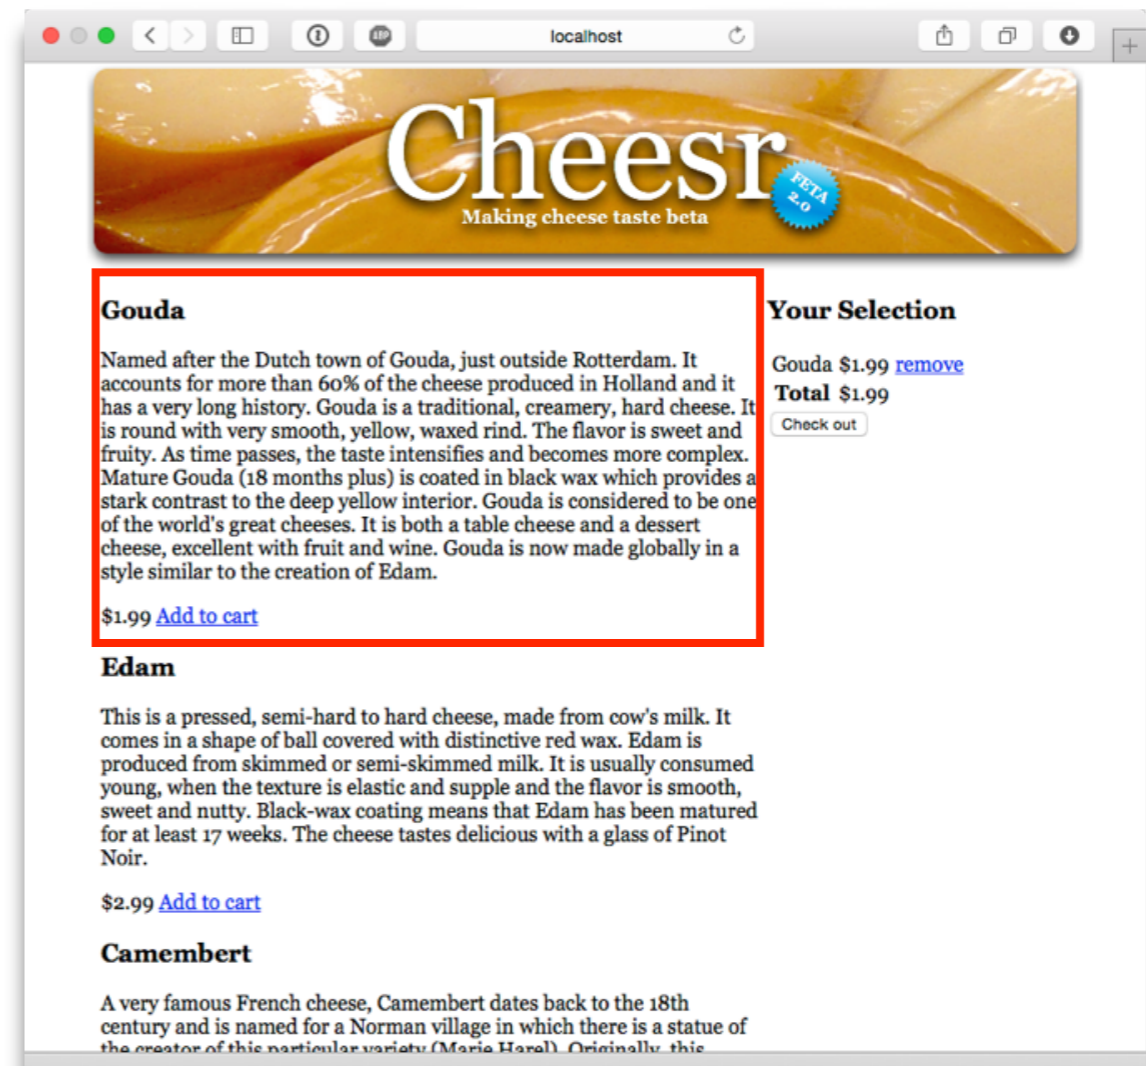 localhost
Cheesr
FETA
2.0
Making cheese taste beta
Gouda
Named after the Dutch town of Gouda, just outside Rotterdam. It
accounts for more than 60% of the cheese produced in Holland and it
has a very long history. Gouda is a traditional, creamery, hard cheese. It
is round with very smooth, yellow, waxed rind. The flavor is sweet and
fruity. As time passes, the taste intensifies and becomes more complex.
Mature Gouda (18 months plus) is coated in black wax which provides a
stark contrast to the deep yellow interior. Gouda is considered to be one
of the world's great cheeses. It is both a table cheese and a dessert
cheese, excellent with fruit and wine. Gouda is now made globally in a
style similar to the creation of Edam.
$1.99 Add to cart
Edam
This is a pressed, semi-hard to hard cheese, made from cow's milk. It
comes in a shape of ball covered with distinctive red wax. Edam is
produced from skimmed or semi-skimmed milk. It is usually consumed
young, when the texture is elastic and supple and the flavor is smooth,
sweet and nutty. Black-wax coating means that Edam has been matured
for at least 17 weeks. The cheese tastes delicious with a glass of Pinot
Noir.
$2.99 Add to cart
Camembert
A very famous French cheese, Camembert dates back to the 18th
century and is named for a Norman village in which there is a statue of
the creator of this particular variety (Marie Harel). Originally, this
Your Selection
Gouda $1.99 remove
Total $1.99
Check out